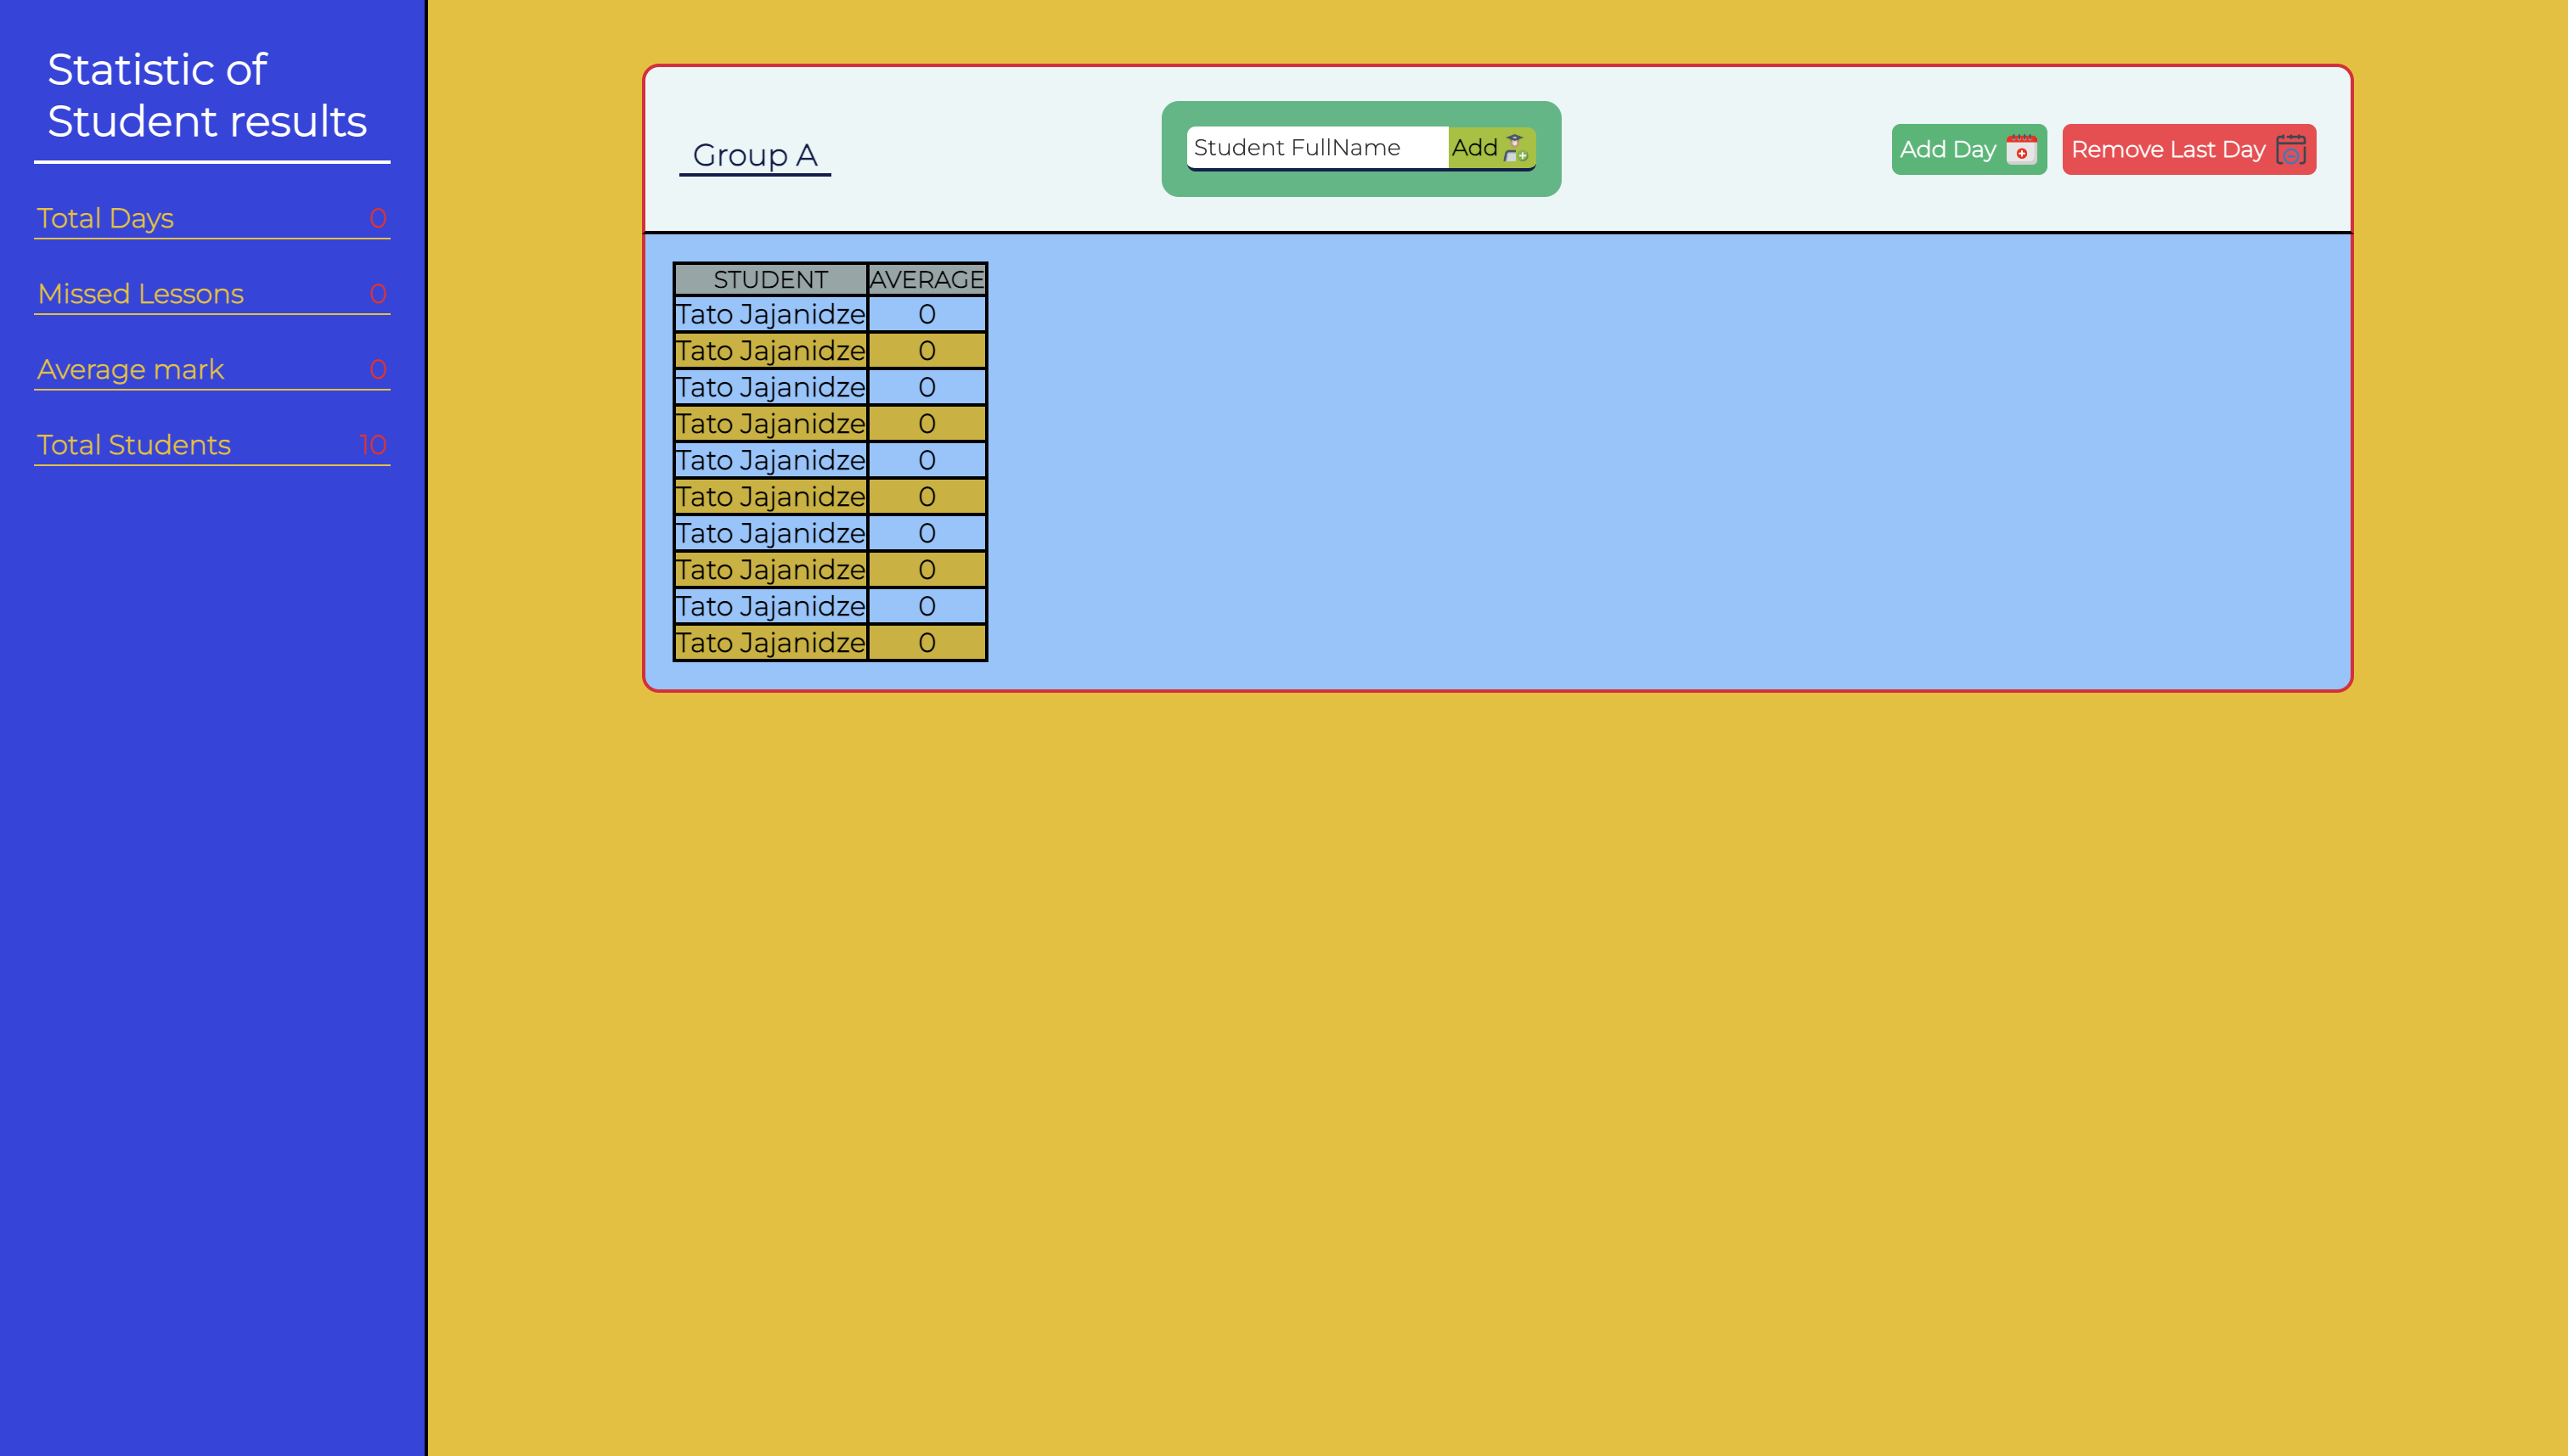 Statistic of
Student results
Total Days 0
Missed Lessons 0
Average mark 0
Total Students 10
Group A
Student FullName Add
Add Day
Remove Last Day
STUDENT AVERAGE
Tato Jajanidze 0
Tato Jajanidze 0
Tato Jajanidze 0
Tato Jajanidze 0
Tato Jajanidze 0
Tato Jajanidze 0
Tato Jajanidze 0
Tato Jajanidze 0
Tato Jajanidze 0
Tato Jajanidze 0